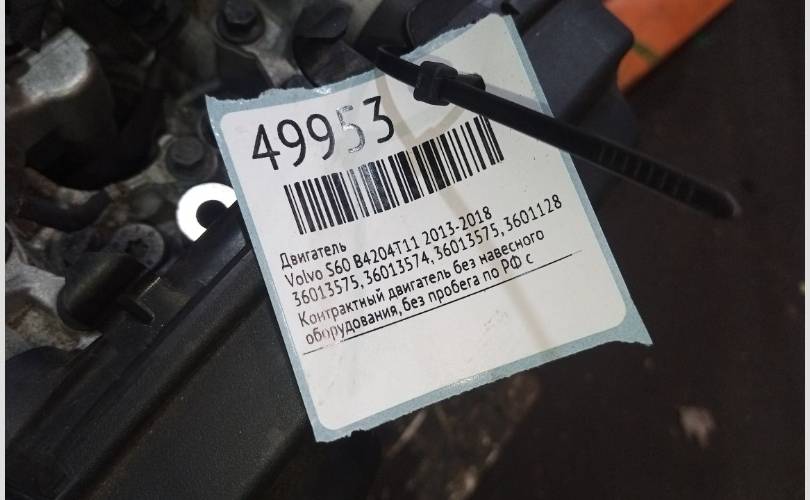 49953
Двигатель
Volvo S60 B4204T11 2013-2018
36013575, 36013574, 36013575, 3601128
Контрактный двигатель без навесного
оборудования, без пробега по РФ с